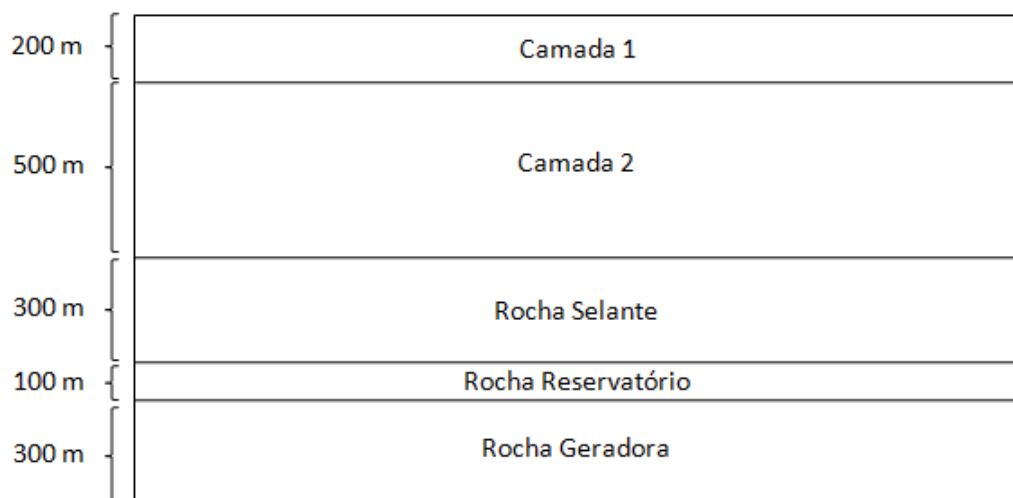 200 m
Camada 1
500 m
Camada 2
300 m
Rocha Selante
100 m
Rocha Reservatório
300 m
Rocha Geradora